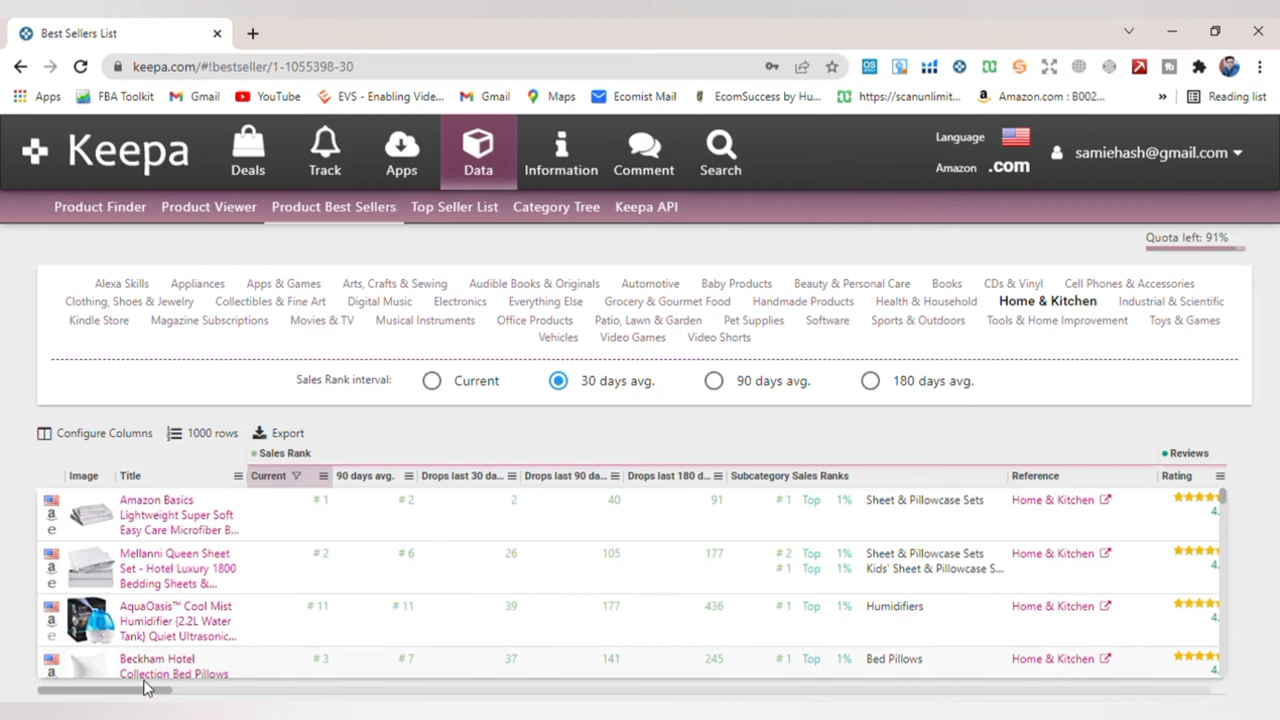 Best Sellers List
keepa.com/#!bestseller/1-1055398-30
Apps FBA Toolkit Gmail YouTube EVS - Enabling Vide... Gmail Maps Ecomist Mail EcomSuccess by Hu... https://scanunlimit... Amazon.com : B002... » Reading list
Keepa Deals Track Apps Data Information Comment Search
Language
Amazon .com
samiehash@gmail.com
Product Finder Product Viewer Product Best Sellers Top Seller List Category Tree Keepa API
Quota left: 91%
Alexa Skills Appliances Apps & Games Arts, Crafts & Sewing Audible Books & Originals Automotive Baby Products Beauty & Personal Care Books CDs & Vinyl Cell Phones & Accessories
Clothing, Shoes & Jewelry Collectibles & Fine Art Digital Music Electronics Everything Else Grocery & Gourmet Food Handmade Products Health & Household Home & Kitchen Industrial & Scientific
Kindle Store Magazine Subscriptions Movies & TV Musical Instruments Office Products Patio, Lawn & Garden Pet Supplies Software Sports & Outdoors Tools & Home Improvement Toys & Games
Vehicles Video Games Video Shorts
Sales Rank interval: Current 30 days avg. 90 days avg. 180 days avg.
Configure Columns 1000 rows Export
Sales Rank Reviews
Image Title Current 90 days avg. Drops last 30 da... Drops last 90 da... Drops last 180 d... Subcategory Sales Ranks Reference Rating
Amazon Basics # 1 # 2 2 40 91 # 1 Top 1% Sheet & Pillowcase Sets Home & Kitchen
Lightweight Super Soft 4.
Easy Care Microfiber B...
Mellanni Queen Sheet # 2 # 6 26 105 177 # 2 Top 1% Sheet & Pillowcase Sets Home & Kitchen
Set - Hotel Luxury 1800 # 1 Top 1% Kids' Sheet & Pillowcase S... 4.
Bedding Sheets &...
AquaOasis™ Cool Mist # 11 # 11 39 177 436 # 1 Top 1% Humidifiers Home & Kitchen
Humidifier {2.2L Water 4.
Tank} Quiet Ultrasonic...
Beckham Hotel # 3 # 7 37 141 245 # 1 Top 1% Bed Pillows Home & Kitchen
Collection Bed Pillows 4.